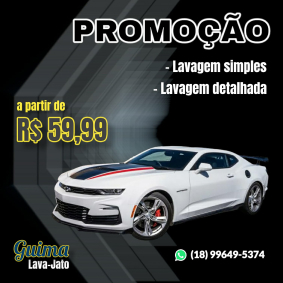 PROMOÇÃO
- Lavagem simples
- Lavagem detalhada
a partir de
R$ 59,99
Guima
Lava-Jato
(18) 99649-5374